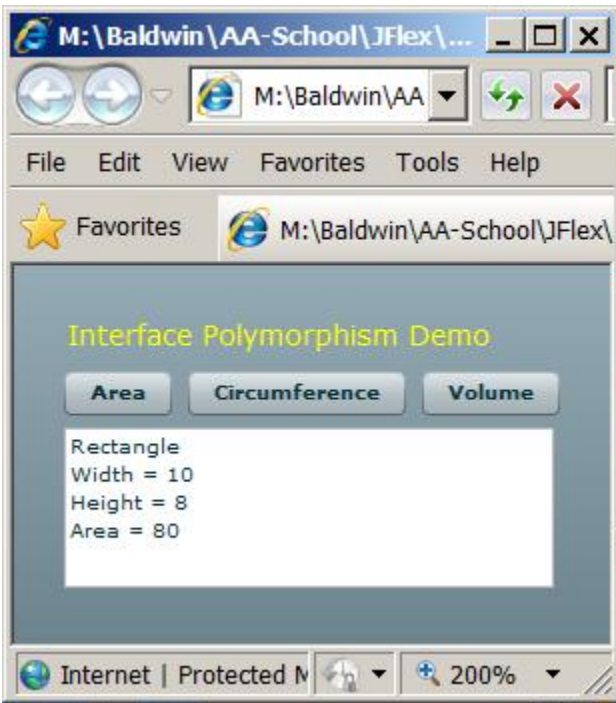 M:\Baldwin\AA-School\JFlex\...
M:\Baldwin\AA
File Edit View Favorites Tools Help
Favorites
M:\Baldwin\AA-School\JFlex\
Interface Polymorphism Demo
Area Circumference Volume
Rectangle
Width = 10
Height = 8
Area = 80
Internet | Protected M
200%